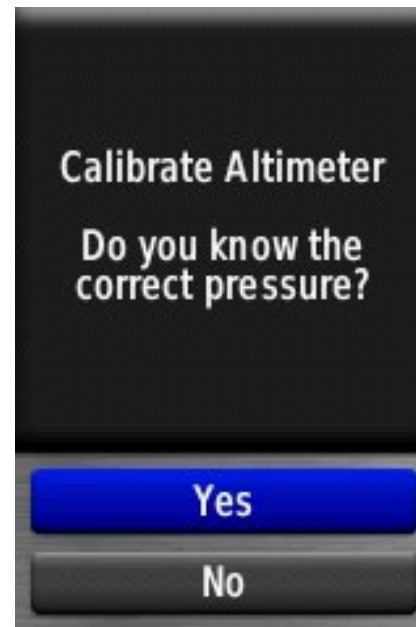 Calibrate Altimeter
Do you know the
correct pressure?
Yes
No